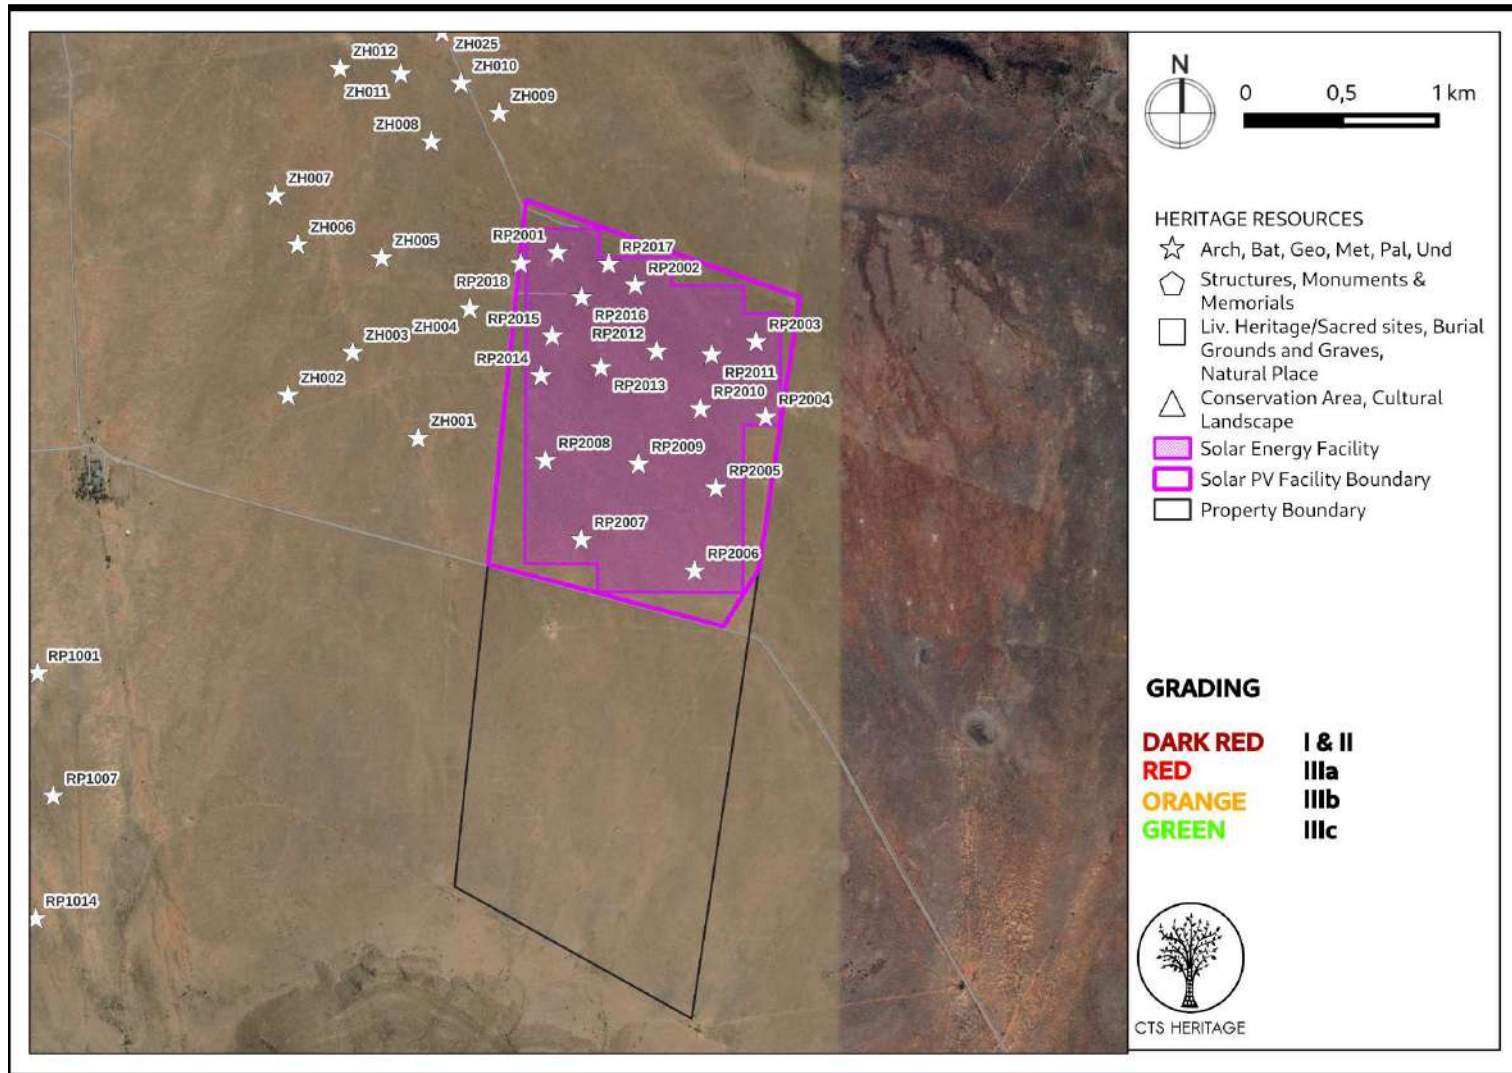 ZH025
ZH012
ZH010
ZH011
ZH009
ZH008
ZH007
ZH006
ZH005
RP2001
RP2017
RP2002
RP2018
RP2016
RP2015
RP2012
RP2003
ZH004
ZH003
RP2014
RP2011
RP2013
ZH002
RP2010
RP2004
ZH001
RP2008
RP2009
RP2005
RP2007
RP2006
RP1001
RP1007
RP1014
N
0 0,5 1 km
HERITAGE RESOURCES
Arch, Bat, Geo, Met, Pal, Und
Structures, Monuments &
Memorials
Liv. Heritage/Sacred sites, Burial
Grounds and Graves,
Natural Place
Conservation Area, Cultural
Landscape
Solar Energy Facility
Solar PV Facility Boundary
Property Boundary
GRADING
DARK RED I & II
RED IIIa
ORANGE IIIb
GREEN IIIc
CTS HERITAGE